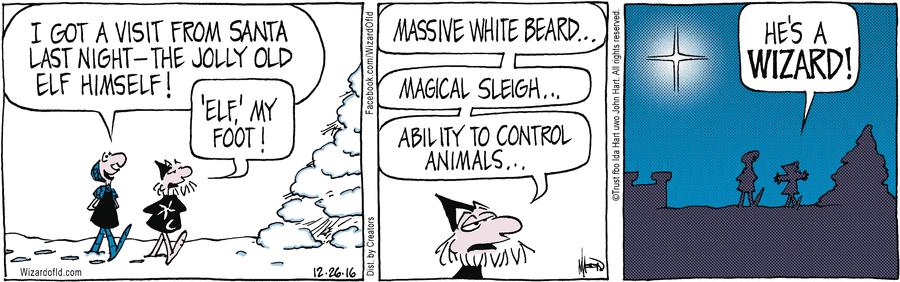 I GOT A VISIT FROM SANTA
LAST NIGHT—THE JOLLY OLD
ELF HIMSELF!
'ELF,' MY
FOOT!
Wizardofid.com
12·26·16
Facebook.com/WizardOfId
Dist. by Creators
MASSIVE WHITE BEARD...
MAGICAL SLEIGH...
ABILITY TO CONTROL
ANIMALS...
©Trust fbo Ida Hart uwo John Hart. All rights reserved.
HE'S A
WIZARD!